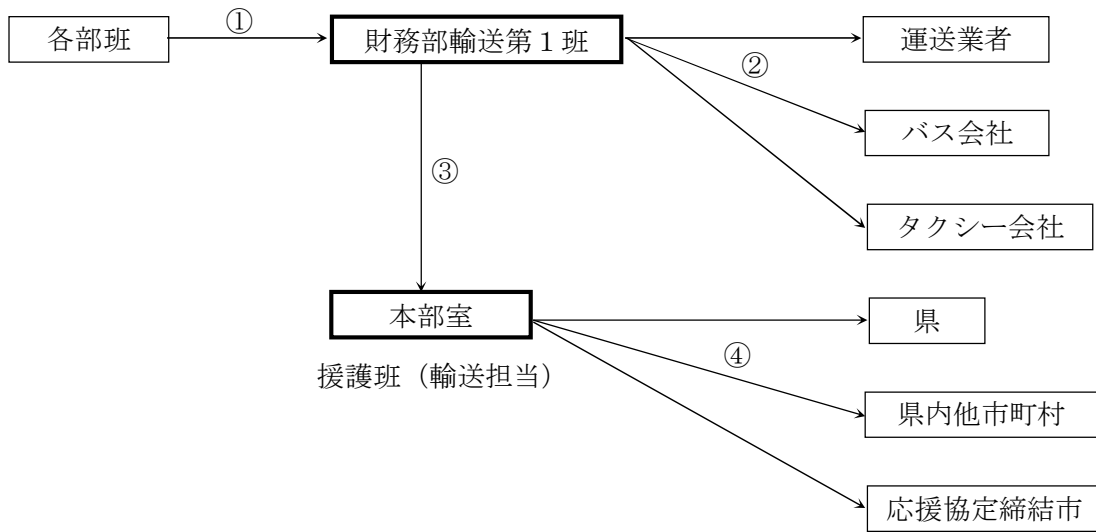 各部班
①
財務部輸送第１班
運送業者
②
バス会社
③
タクシー会社
本部室
県
援護班（輸送担当）
④
県内他市町村
応援協定締結市